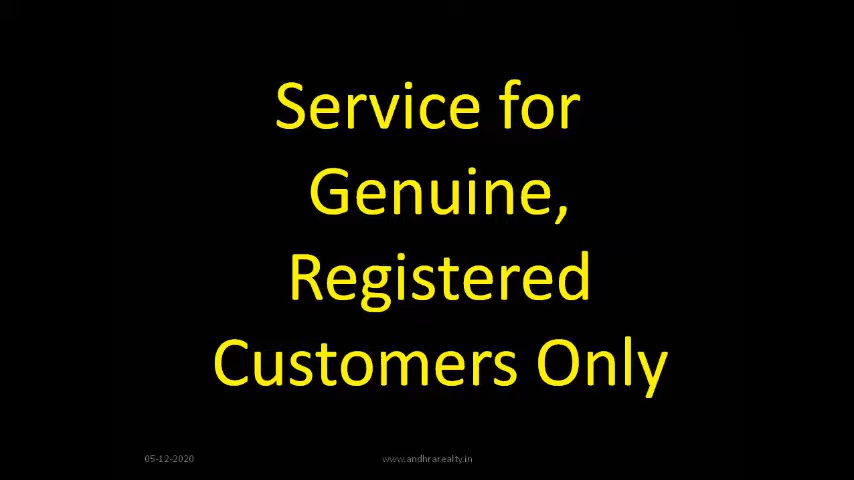 Service for
Genuine,
Registered
Customers Only
05-12-2020
www.andhrarealty.in